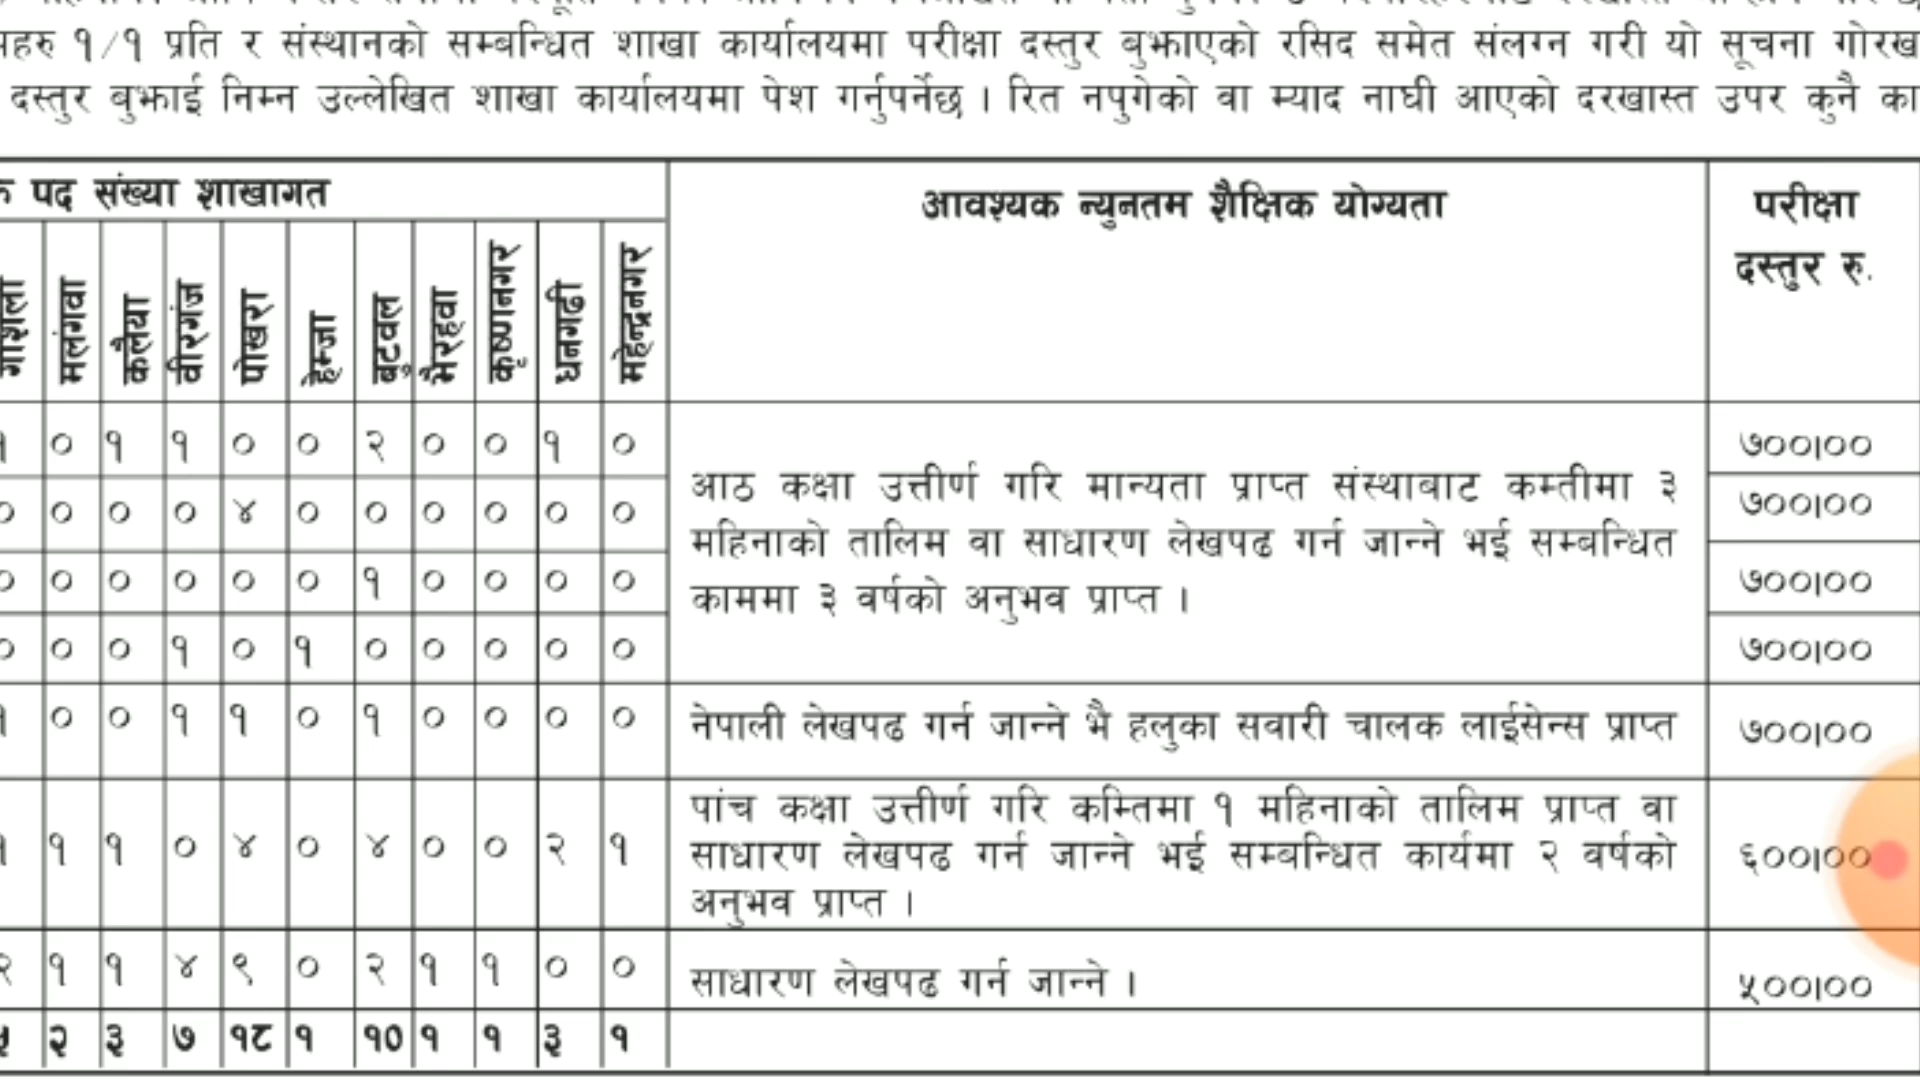 १/१ प्रति र संस्थानको सम्बन्धित शाखा कार्यालयमा परीक्षा दस्तुर बुझाएको रसिद समेत संलग्न गरी यो सूचना
दस्तुर बुझाई निम्न उल्लेखित शाखा कार्यालयमा पेश गर्नुपर्नेछ । रित नपुगेको वा म्याद नाघी आएको दरखास्त उपर कुनै का
पद संख्या शाखागत
आवश्यक न्युनतम शैक्षिक योग्यता
परीक्षा
दस्तुर रु.
मलंगवा कलैया वीरगंज पोखरा हेम्जा बुटवल भैरहवा कृष्णनगर धनगढी महेन्द्रनगर
० १ १ ० ० २ ० ० १ ० ७००|००
० ० ० ४ ० ० ० ० ० ० ७००|००
० ० ० ० ० १ ० ० ० ० ७००|००
० ० १ ० १ ० ० ० ० ० ७००|००
आठ कक्षा उत्तीर्ण गरि मान्यता प्राप्त संस्थाबाट कम्तीमा ३
महिनाको तालिम वा साधारण लेखपढ गर्न जान्ने भई सम्बन्धित
काममा ३ वर्षको अनुभव प्राप्त ।
० ० १ १ ० १ ० ० ० ० नेपाली लेखपढ गर्न जान्ने भै हलुका सवारी चालक लाईसेन्स प्राप्त ७००|००
पांच कक्षा उत्तीर्ण गरि कम्तिमा १ महिनाको तालिम प्राप्त वा
१ १ ० ४ ० ४ ० ० २ १ साधारण लेखपढ गर्न जान्ने भई सम्बन्धित कार्यमा २ वर्षको ६००|००
अनुभव प्राप्त ।
२ १ १ ४ ९ ० २ १ १ ० ० साधारण लेखपढ गर्न जान्ने । ५००|००
२ ३ ७ १८ १ १० १ १ ३ १